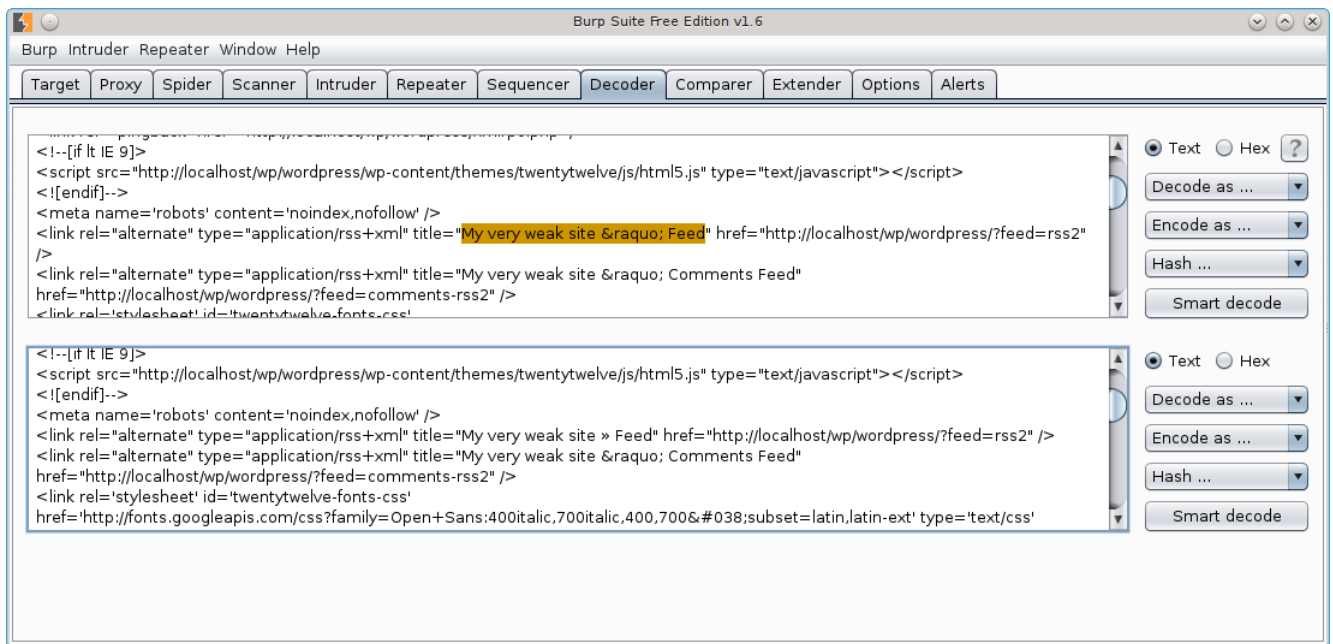 Burp Suite Free Edition v1.6
Burp Intruder Repeater Window Help
Target Proxy Spider Scanner Intruder Repeater Sequencer Decoder Comparer Extender Options Alerts
<!--[if lt IE 9]>
<script src="http://localhost/wp/wordpress/wp-content/themes/twentytwelve/js/html5.js" type="text/javascript"></script>
<![endif]-->
<meta name='robots' content='noindex,nofollow' />
<link rel="alternate" type="application/rss+xml" title="My very weak site &raquo; Feed" href="http://localhost/wp/wordpress/?feed=rss2"
/>
<link rel="alternate" type="application/rss+xml" title="My very weak site &raquo; Comments Feed"
href="http://localhost/wp/wordpress/?feed=comments-rss2" />
<link rel='stylesheet' id='twentytwelve-fonts-css'
Text Hex ?
Decode as ...
Encode as ...
Hash ...
Smart decode
<!--[if lt IE 9]>
<script src="http://localhost/wp/wordpress/wp-content/themes/twentytwelve/js/html5.js" type="text/javascript"></script>
<![endif]-->
<meta name='robots' content='noindex,nofollow' />
<link rel="alternate" type="application/rss+xml" title="My very weak site » Feed" href="http://localhost/wp/wordpress/?feed=rss2" />
<link rel="alternate" type="application/rss+xml" title="My very weak site &raquo; Comments Feed"
href="http://localhost/wp/wordpress/?feed=comments-rss2" />
<link rel='stylesheet' id='twentytwelve-fonts-css'
href='http://fonts.googleapis.com/css?family=Open+Sans:400italic,700italic,400,700&#038;subset=latin,latin-ext' type='text/css'
Text Hex
Decode as ...
Encode as ...
Hash ...
Smart decode